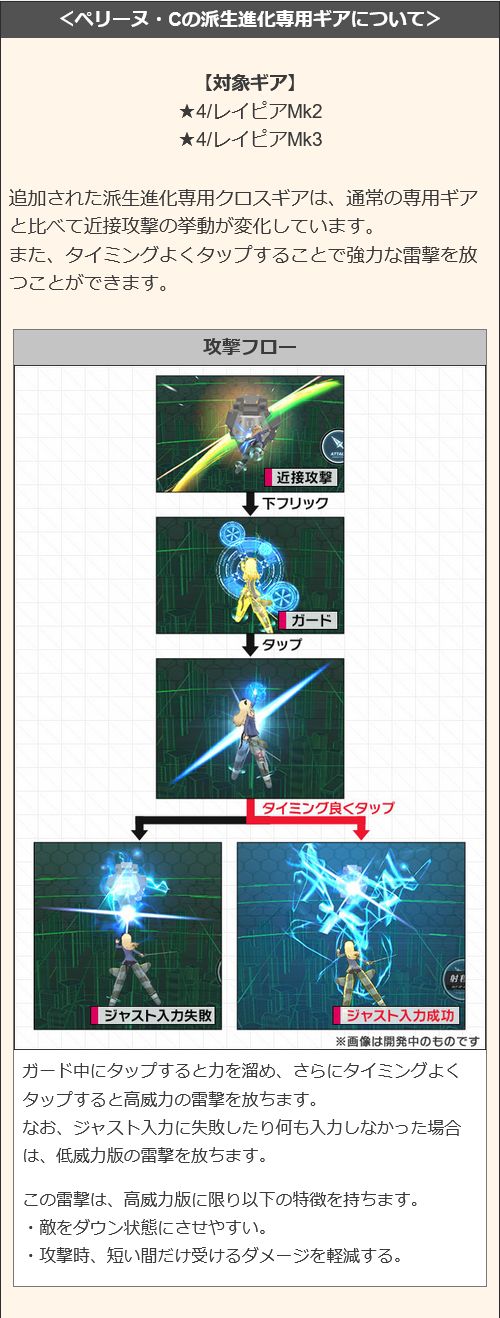 ＜ペリーヌ・Cの派生進化専用ギアについて＞
【対象ギア】
★4/レイピアMk2
★4/レイピアMk3
追加された派生進化専用クロスギアは、通常の専用ギア
と比べて近接攻撃の挙動が変化しています。
また、タイミングよくタップすることで強力な雷撃を放
つことができます。
攻撃フロー
近接攻撃
下フリック
ガード
タップ
タイミング良くタップ
ジャスト入力失敗
ジャスト入力成功
※画像は開発中のものです
ガード中にタップすると力を溜め、さらにタイミングよく
タップすると高威力の雷撃を放ちます。
なお、ジャスト入力に失敗したり何も入力しなかった場合
は、低威力版の雷撃を放ちます。
この雷撃は、高威力版に限り以下の特徴を持ちます。
・敵をダウン状態にさせやすい。
・攻撃時、短い間だけ受けるダメージを軽減する。